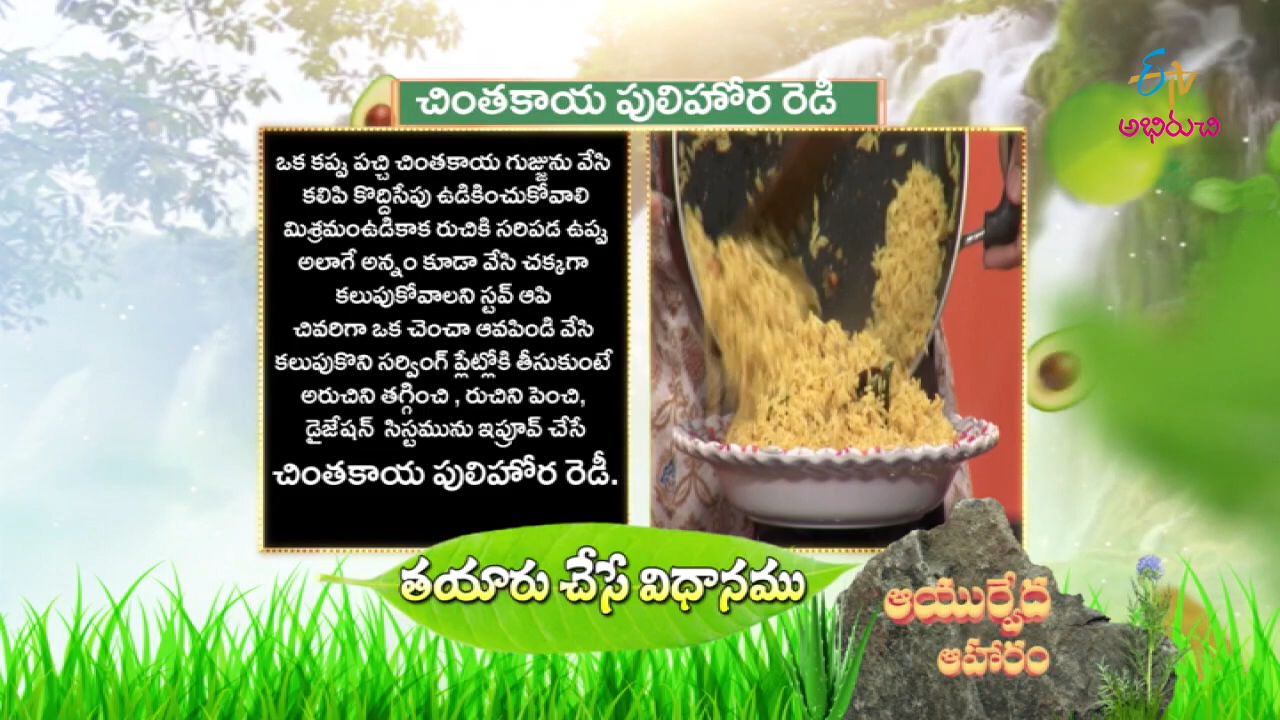 చింతకాయ పులిహోర రెడీ
ఈtv
అభిరుచి
ఒక కప్పు పచ్చి చింతకాయ గుజ్జును వేసి
కలిపి కొద్దిసేపు ఉడికించుకోవాలి
మిశ్రమంఉడికాక రుచికి సరిపడ ఉప్పు
అలాగే అన్నం కూడా వేసి చక్కగా
కలుపుకోవాలని స్టవ్ ఆపి
చివరిగా ఒక చెంచా ఆవపిండి వేసి
కలుపుకొని సర్వింగ్ ప్లేట్లోకి తీసుకుంటే
అరుచిని తగ్గించి , రుచిని పెంచి,
డైజేషన్ సిస్టమును ఇప్రూవ్ చేసే
చింతకాయ పులిహోర రెడీ.
తయారు చేసే విధానము
ఆయుర్వేద
ఆహారం